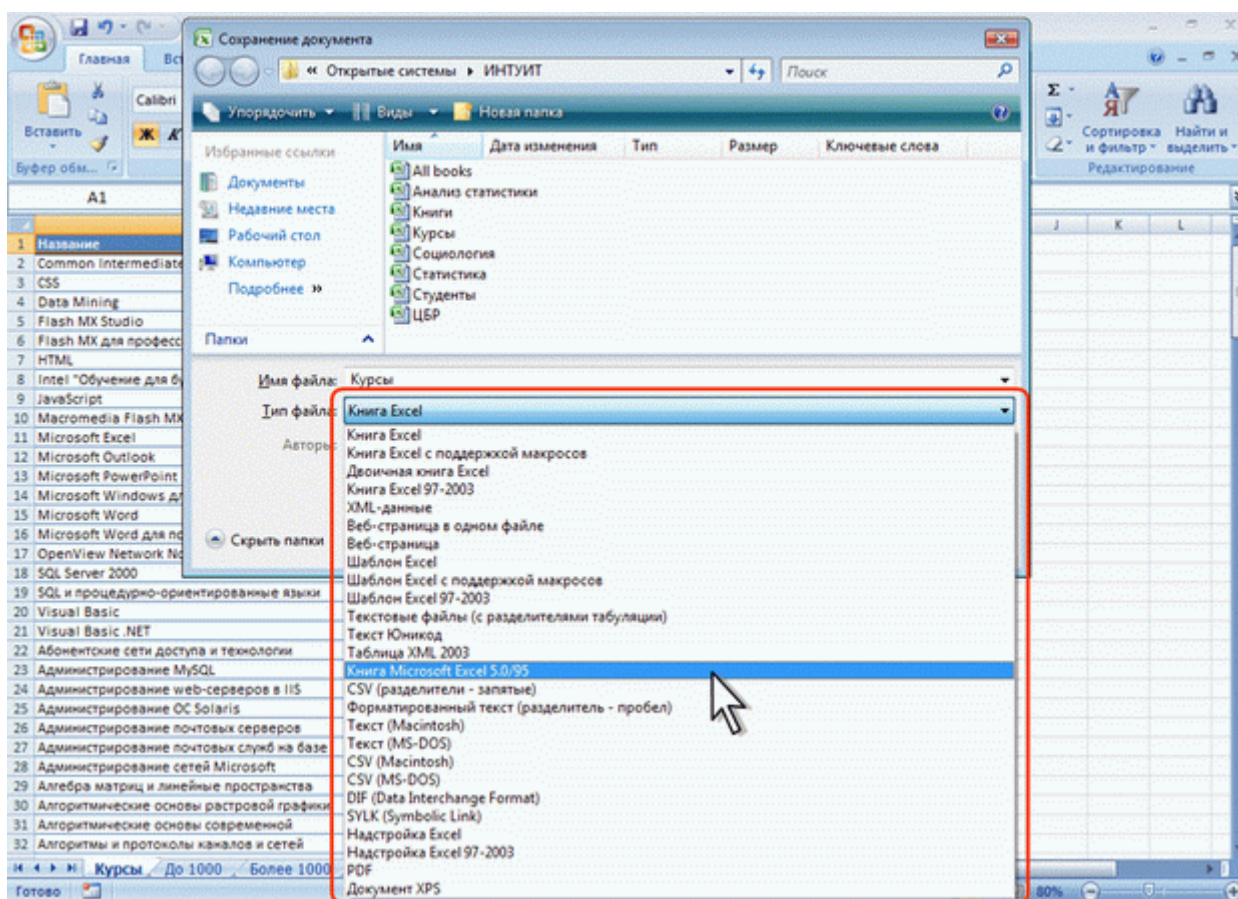 Сохранение документа
Главная
« Открытые системы ▸ ИНТУИТ
Поиск
Calibri
Упорядочить
Виды
Новая папка
Вставить
Ж К
Σ
Сортировка и фильтр
Найти и выделить
Буфер обм...
Редактирование
Избранные ссылки
Имя Дата изменения Тип Размер Ключевые слова
Документы
Недавние места
Рабочий стол
Компьютер
Подробнее »
Папки
All books
Анализ статистики
Книги
Курсы
Социология
Статистика
Студенты
ЦБР
A1
J K L
Имя файла: Курсы
Тип файла: Книга Excel
Авторы:
Скрыть папки
Книга Excel
Книга Excel с поддержкой макросов
Двоичная книга Excel
Книга Excel 97-2003
XML-данные
Веб-страница в одном файле
Веб-страница
Шаблон Excel
Шаблон Excel с поддержкой макросов
Шаблон Excel 97-2003
Текстовые файлы (с разделителями табуляции)
Текст Юникод
Таблица XML 2003
Книга Microsoft Excel 5.0/95
CSV (разделители - запятые)
Форматированный текст (разделитель - пробел)
Текст (Macintosh)
Текст (MS-DOS)
CSV (Macintosh)
CSV (MS-DOS)
DIF (Data Interchange Format)
SYLK (Symbolic Link)
Надстройка Excel
Надстройка Excel 97-2003
PDF
Документ XPS
1 Название
2 Common Intermediate
3 CSS
4 Data Mining
5 Flash MX Studio
6 Flash MX для професс
7 HTML
8 Intel "Обучение для б
9 JavaScript
10 Macromedia Flash MX
11 Microsoft Excel
12 Microsoft Outlook
13 Microsoft PowerPoint
14 Microsoft Windows дл
15 Microsoft Word
16 Microsoft Word для по
17 OpenView Network No
18 SQL Server 2000
19 SQL и процедурно-ориентированные языки
20 Visual Basic
21 Visual Basic .NET
22 Абонентские сети доступа и технологии
23 Администрирование MySQL
24 Администрирование web-серверов в IIS
25 Администрирование ОС Solaris
26 Администрирование почтовых серверов
27 Администрирование почтовых служб на базе
28 Администрирование сетей Microsoft
29 Алгебра матриц и линейные пространства
30 Алгоритмические основы растровой графики
31 Алгоритмические основы современной
32 Алгоритмы и протоколы каналов и сетей
Курсы До 1000 Более 1000
Готово
80%